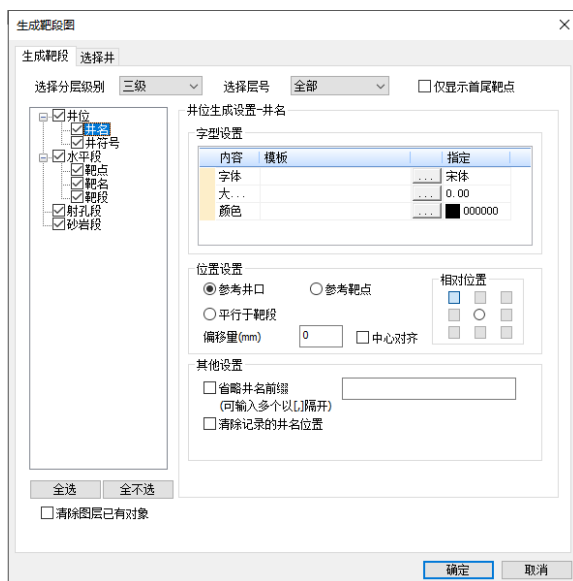 生成靶段图
生成靶段 选择井
选择分层级别 三级 选择层号 全部 仅显示首尾靶点
井位
井名
井符号
水平段
靶点
靶名
靶段
射孔段
砂岩段
井位生成设置-井名
字型设置
内容 模板 指定
字体 ... 宋体
大... ... 0.00
颜色 ... 000000
位置设置
参考井口 参考靶点
平行于靶段
偏移量(mm) 0 中心对齐
相对位置
其他设置
省略井名前缀
(可输入多个以[,]隔开)
清除记录的井名位置
全选 全不选
清除图层已有对象
确定 取消